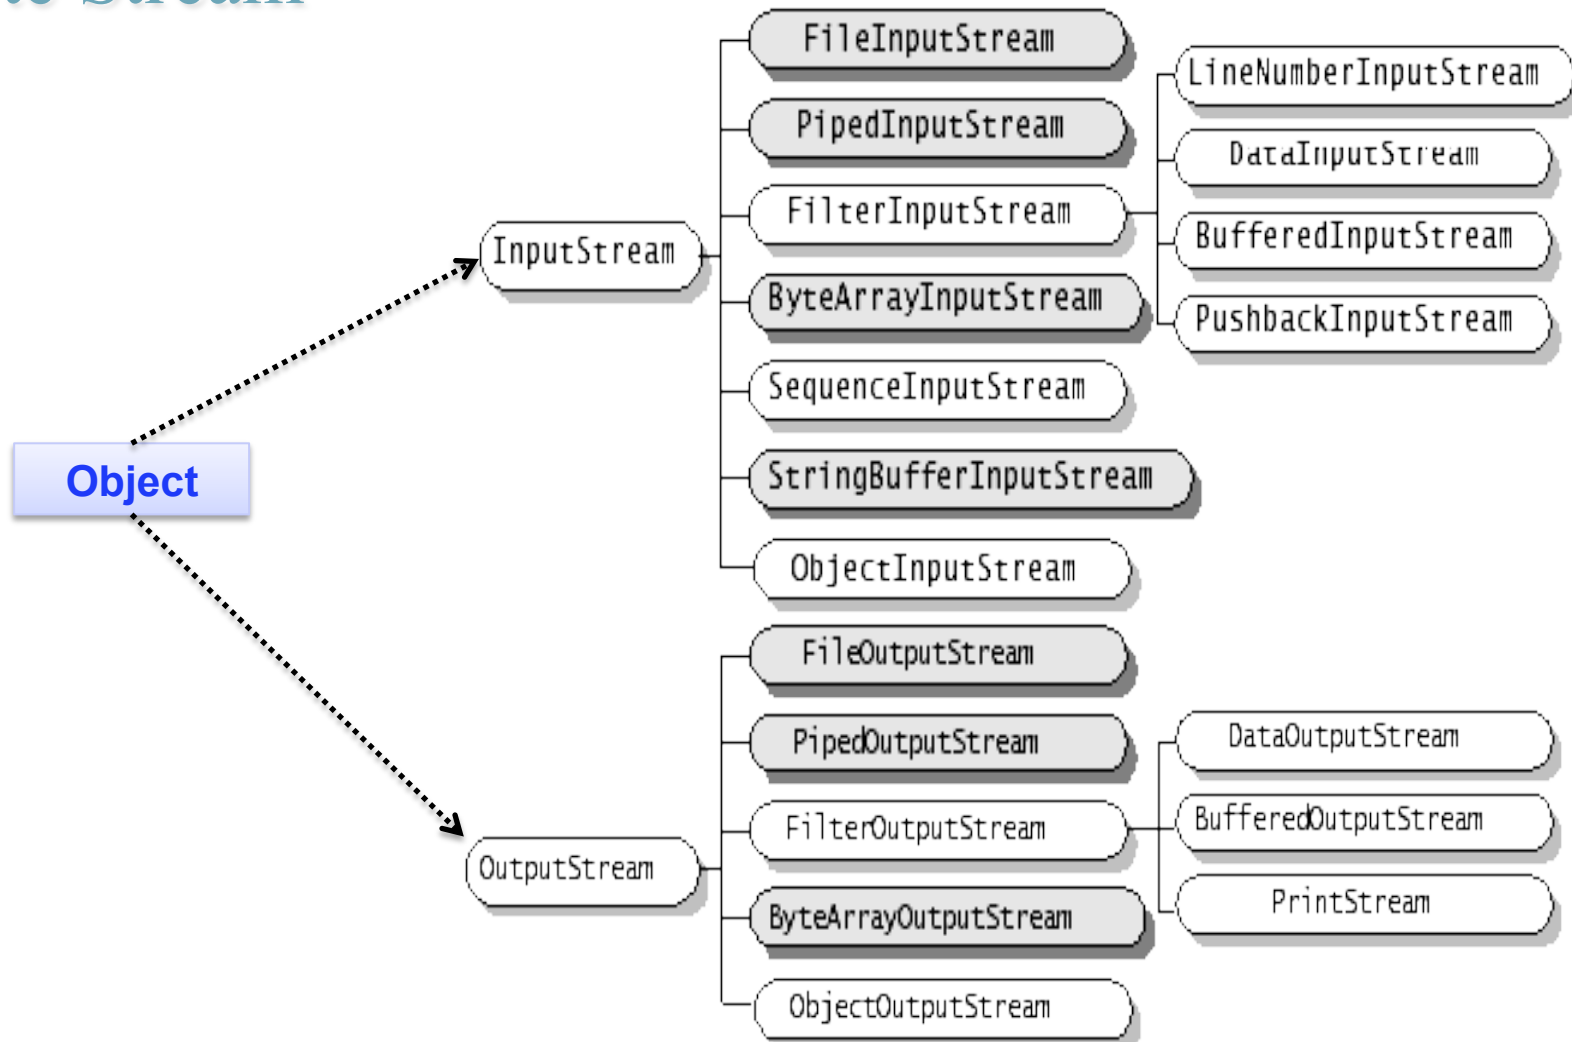 Stream
FileInputStream
PipedInputStream
FilterInputStream
ByteArrayInputStream
SequenceInputStream
StringBufferInputStream
ObjectInputStream
LineNumberInputStream
DataInputStream
BufferedInputStream
PushbackInputStream
InputStream
Object
OutputStream
FileOutputStream
PipedOutputStream
FilterOutputStream
ByteArrayOutputStream
ObjectOutputStream
DataOutputStream
BufferedOutputStream
PrintStream